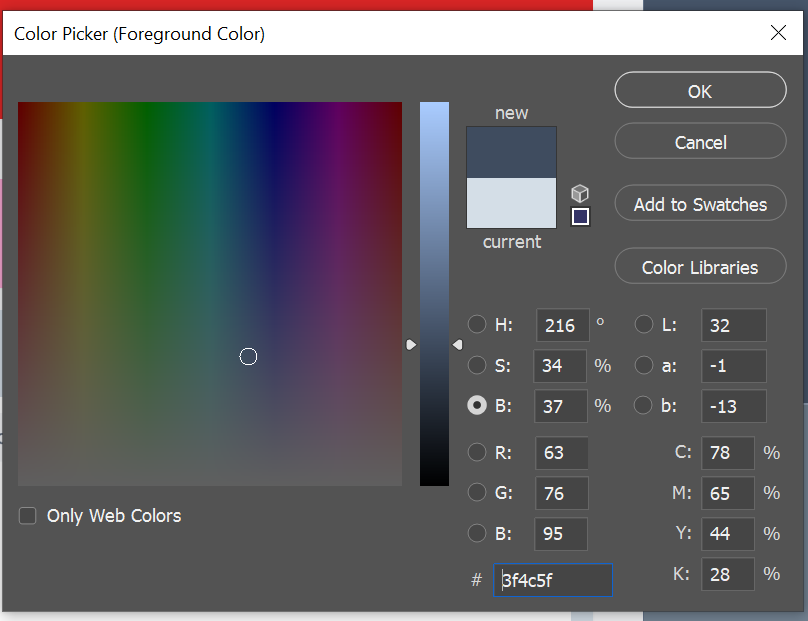 Color Picker (Foreground Color)
new
current
OK
Cancel
Add to Swatches
Color Libraries
H: 216 °
S: 34 %
B: 37 %
R: 63
G: 76
B: 95
# 3f4c5f
L: 32
a: -1
b: -13
C: 78 %
M: 65 %
Y: 44 %
K: 28 %
Only Web Colors